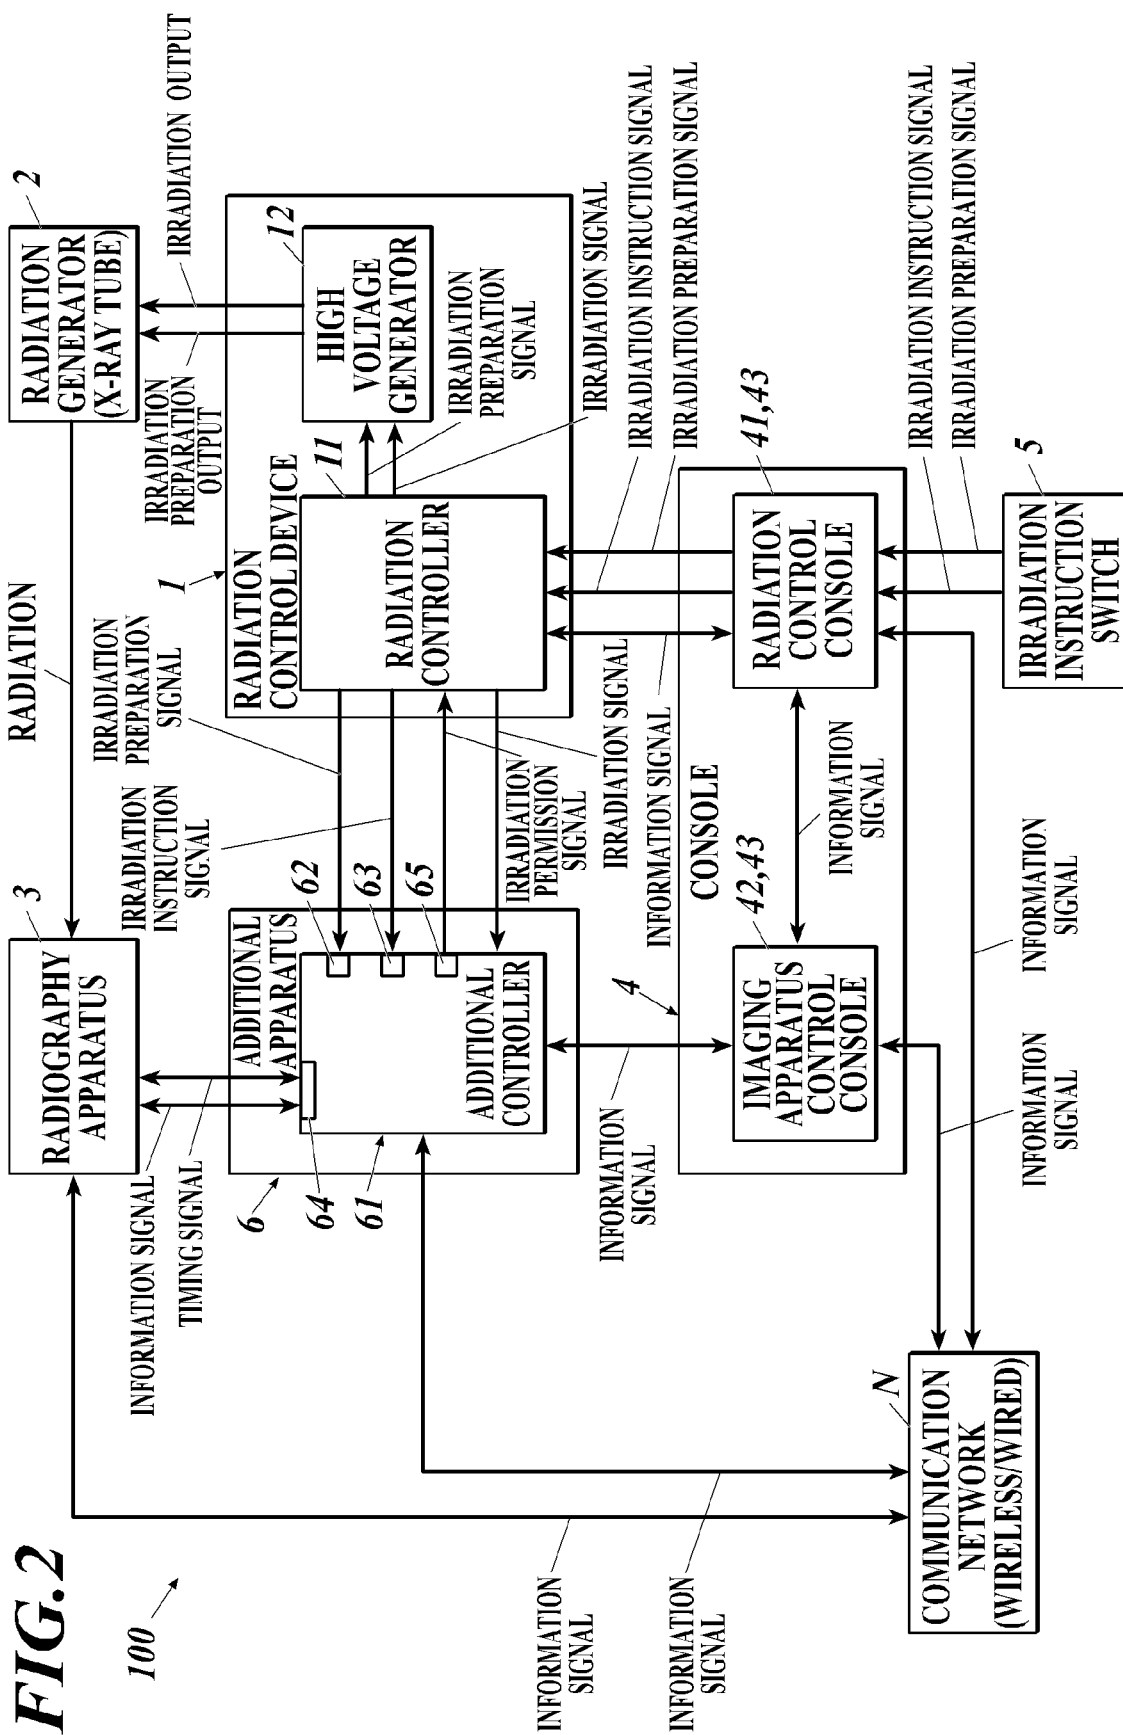 FIG.2
100
RADIOGRAPHY
APPARATUS
3
RADIATION
RADIATION
GENERATOR
(X-RAY TUBE)
2
INFORMATION SIGNAL
TIMING SIGNAL
IRRADIATION
INSTRUCTION
SIGNAL
IRRADIATION
PREPARATION
SIGNAL
IRRADIATION
PREPARATION
OUTPUT
IRRADIATION OUTPUT
6
64
61
ADDITIONAL
APPARATUS
62
63
65
ADDITIONAL
CONTROLLER
1
RADIATION
CONTROL DEVICE
11
RADIATION
CONTROLLER
12
HIGH
VOLTAGE
GENERATOR
IRRADIATION
PREPARATION
SIGNAL
IRRADIATION SIGNAL
IRRADIATION
PERMISSION
SIGNAL
IRRADIATION SIGNAL
INFORMATION SIGNAL
IRRADIATION INSTRUCTION SIGNAL
IRRADIATION PREPARATION SIGNAL
INFORMATION
SIGNAL
4
CONSOLE
42,43
IMAGING
APPARATUS
CONTROL
CONSOLE
INFORMATION
SIGNAL
41,43
RADIATION
CONTROL
CONSOLE
IRRADIATION INSTRUCTION SIGNAL
IRRADIATION PREPARATION SIGNAL
INFORMATION
SIGNAL
INFORMATION
SIGNAL
N
COMMUNICATION
NETWORK
(WIRELESS/WIRED)
INFORMATION
SIGNAL
INFORMATION
SIGNAL
5
IRRADIATION
INSTRUCTION
SWITCH